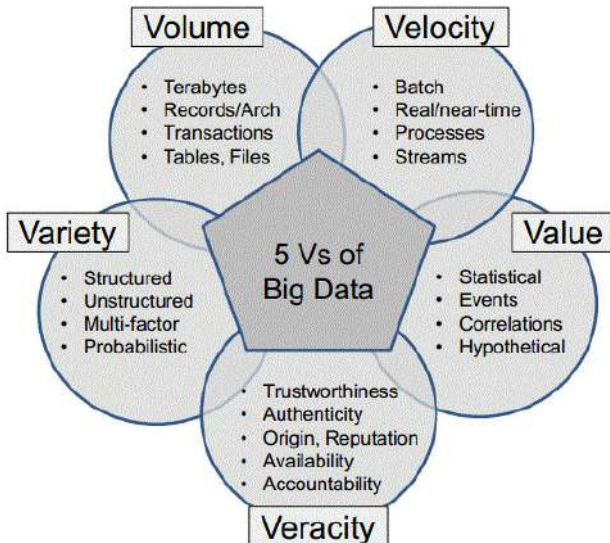 Volume
• Terabytes
• Records/Arch
• Transactions
• Tables, Files
Velocity
• Batch
• Real/near-time
• Processes
• Streams
Variety
• Structured
• Unstructured
• Multi-factor
• Probabilistic
5 Vs of
Big Data
Value
• Statistical
• Events
• Correlations
• Hypothetical
• Trustworthiness
• Authenticity
• Origin, Reputation
• Availability
• Accountability
Veracity